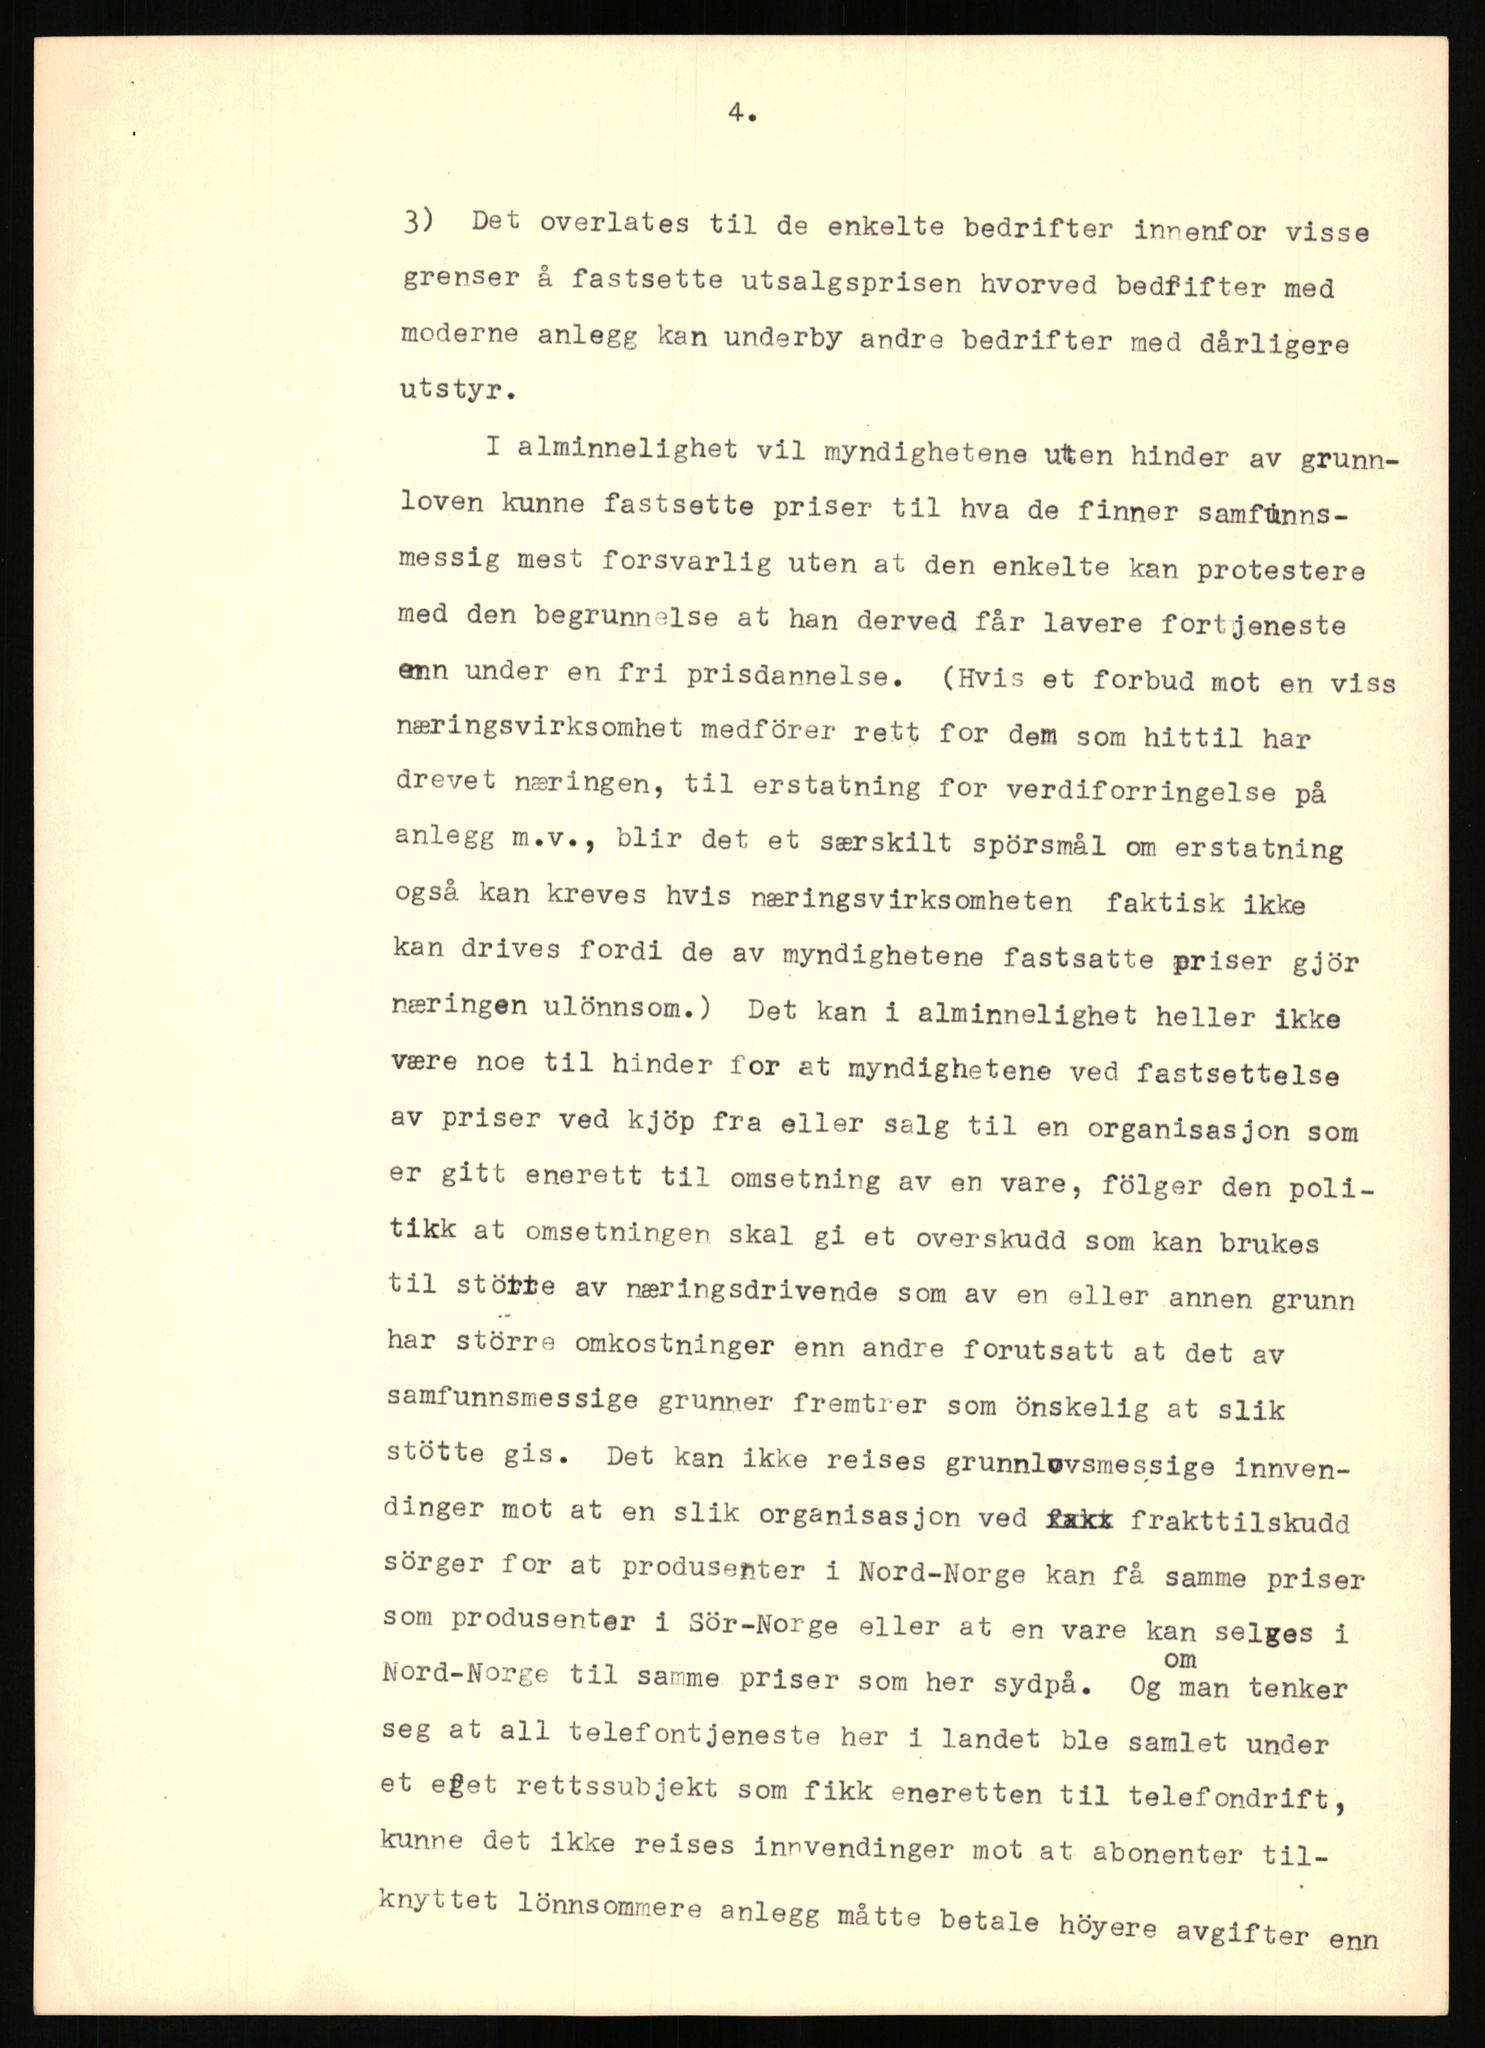 4.
3) Det overlates til de enkelte bedrifter innenfor visse
grenser å fastsette utsalgsprisen hvorved bedrifter med
moderne anlegg kan underby andre bedrifter med dårligere
utstyr.
I alminnelighet vil myndighetene uten hinder av grunn-
loven kunne fastsette priser til hva de finner samfunns-
messig mest forsvarlig uten at den enkelte kan protestere
med den begrunnelse at han derved får lavere fortjeneste
enn under en fri prisdannelse. (Hvis et forbud mot en viss
næringsvirksomhet medförer rett for dem som hittil har
drevet næringen, til erstatning for verdiforringelse på
anlegg m.v., blir det et særskilt spörsmål om erstatning
også kan kreves hvis næringsvirksomheten faktisk ikke
kan drives fordi de av myndighetene fastsatte priser gjör
næringen ulönnsom.) Det kan i alminnelighet heller ikke
være noe til hinder for at myndighetene ved fastsettelse
av priser ved kjöp fra eller salg til en organisasjon som
er gitt enerett til omsetning av en vare, fölger den poli-
tikk at omsetningen skal gi et overskudd som kan brukes
til stötte av næringsdrivende som av en eller annen grunn
har större omkostninger enn andre forutsatt at det av
samfunnsmessige grunner fremtrer som önskelig at slik
stötte gis. Det kan ikke reises grunnlovsmessige innven-
dinger mot at en slik organisasjon ved frakttilskudd
sörger for at produsenter i Nord-Norge kan få samme priser
som produsenter i Sör-Norge eller at en vare kan selges i
Nord-Norge til samme priser som her sydpå. Og om man tenker
seg at all telefontjeneste her i landet ble samlet under
et eget rettssubjekt som fikk eneretten til telefondrift,
kunne det ikke reises innvendinger mot at abonenter til-
knyttet lönnsommere anlegg måtte betale höyere avgifter enn